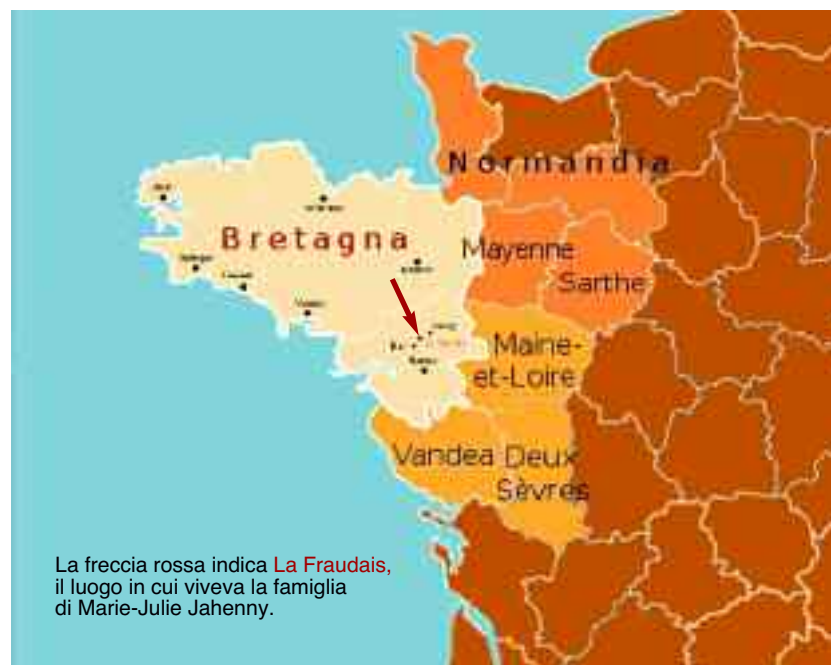 Normandia
Bretagna
Mayenne
Sarthe
Maine-
et-Loire
Vandea
Deux
Sèvres
La freccia rossa indica La Fraudais,
il luogo in cui viveva la famiglia
di Marie-Julie Jahenny.